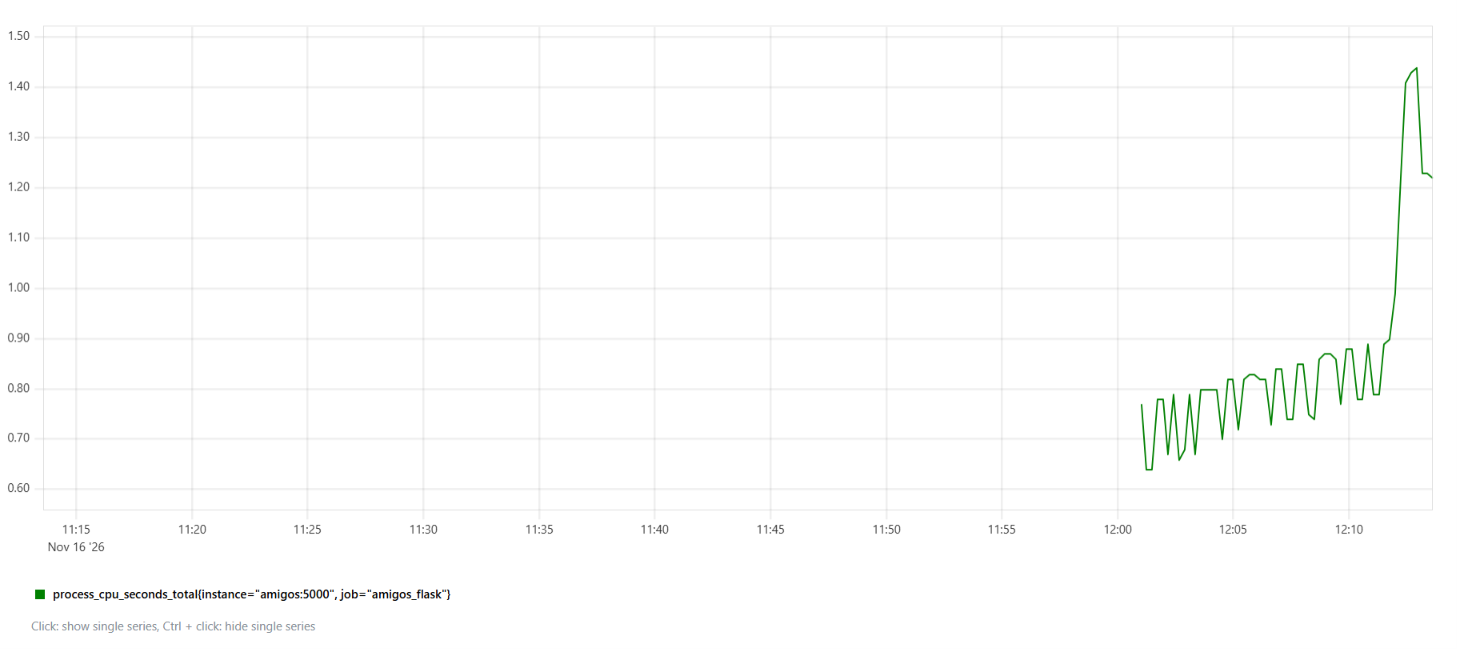 1.50
1.40
1.30
1.20
1.10
1.00
0.90
0.80
0.70
0.60
11:15 11:20 11:25 11:30 11:35 11:40 11:45 11:50 11:55 12:00 12:05 12:10
Nov 16 '26
process_cpu_seconds_total{instance="amigos:5000", job="amigos_flask"}
Click: show single series, Ctrl + click: hide single series